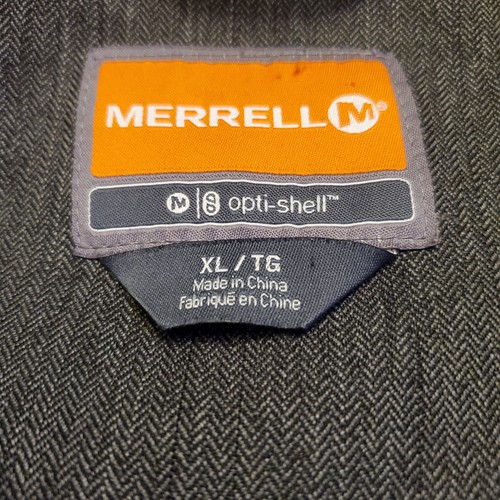 MERRELL M®
M | opti-shell™
XL / TG
Made in China
Fabriqué en Chine